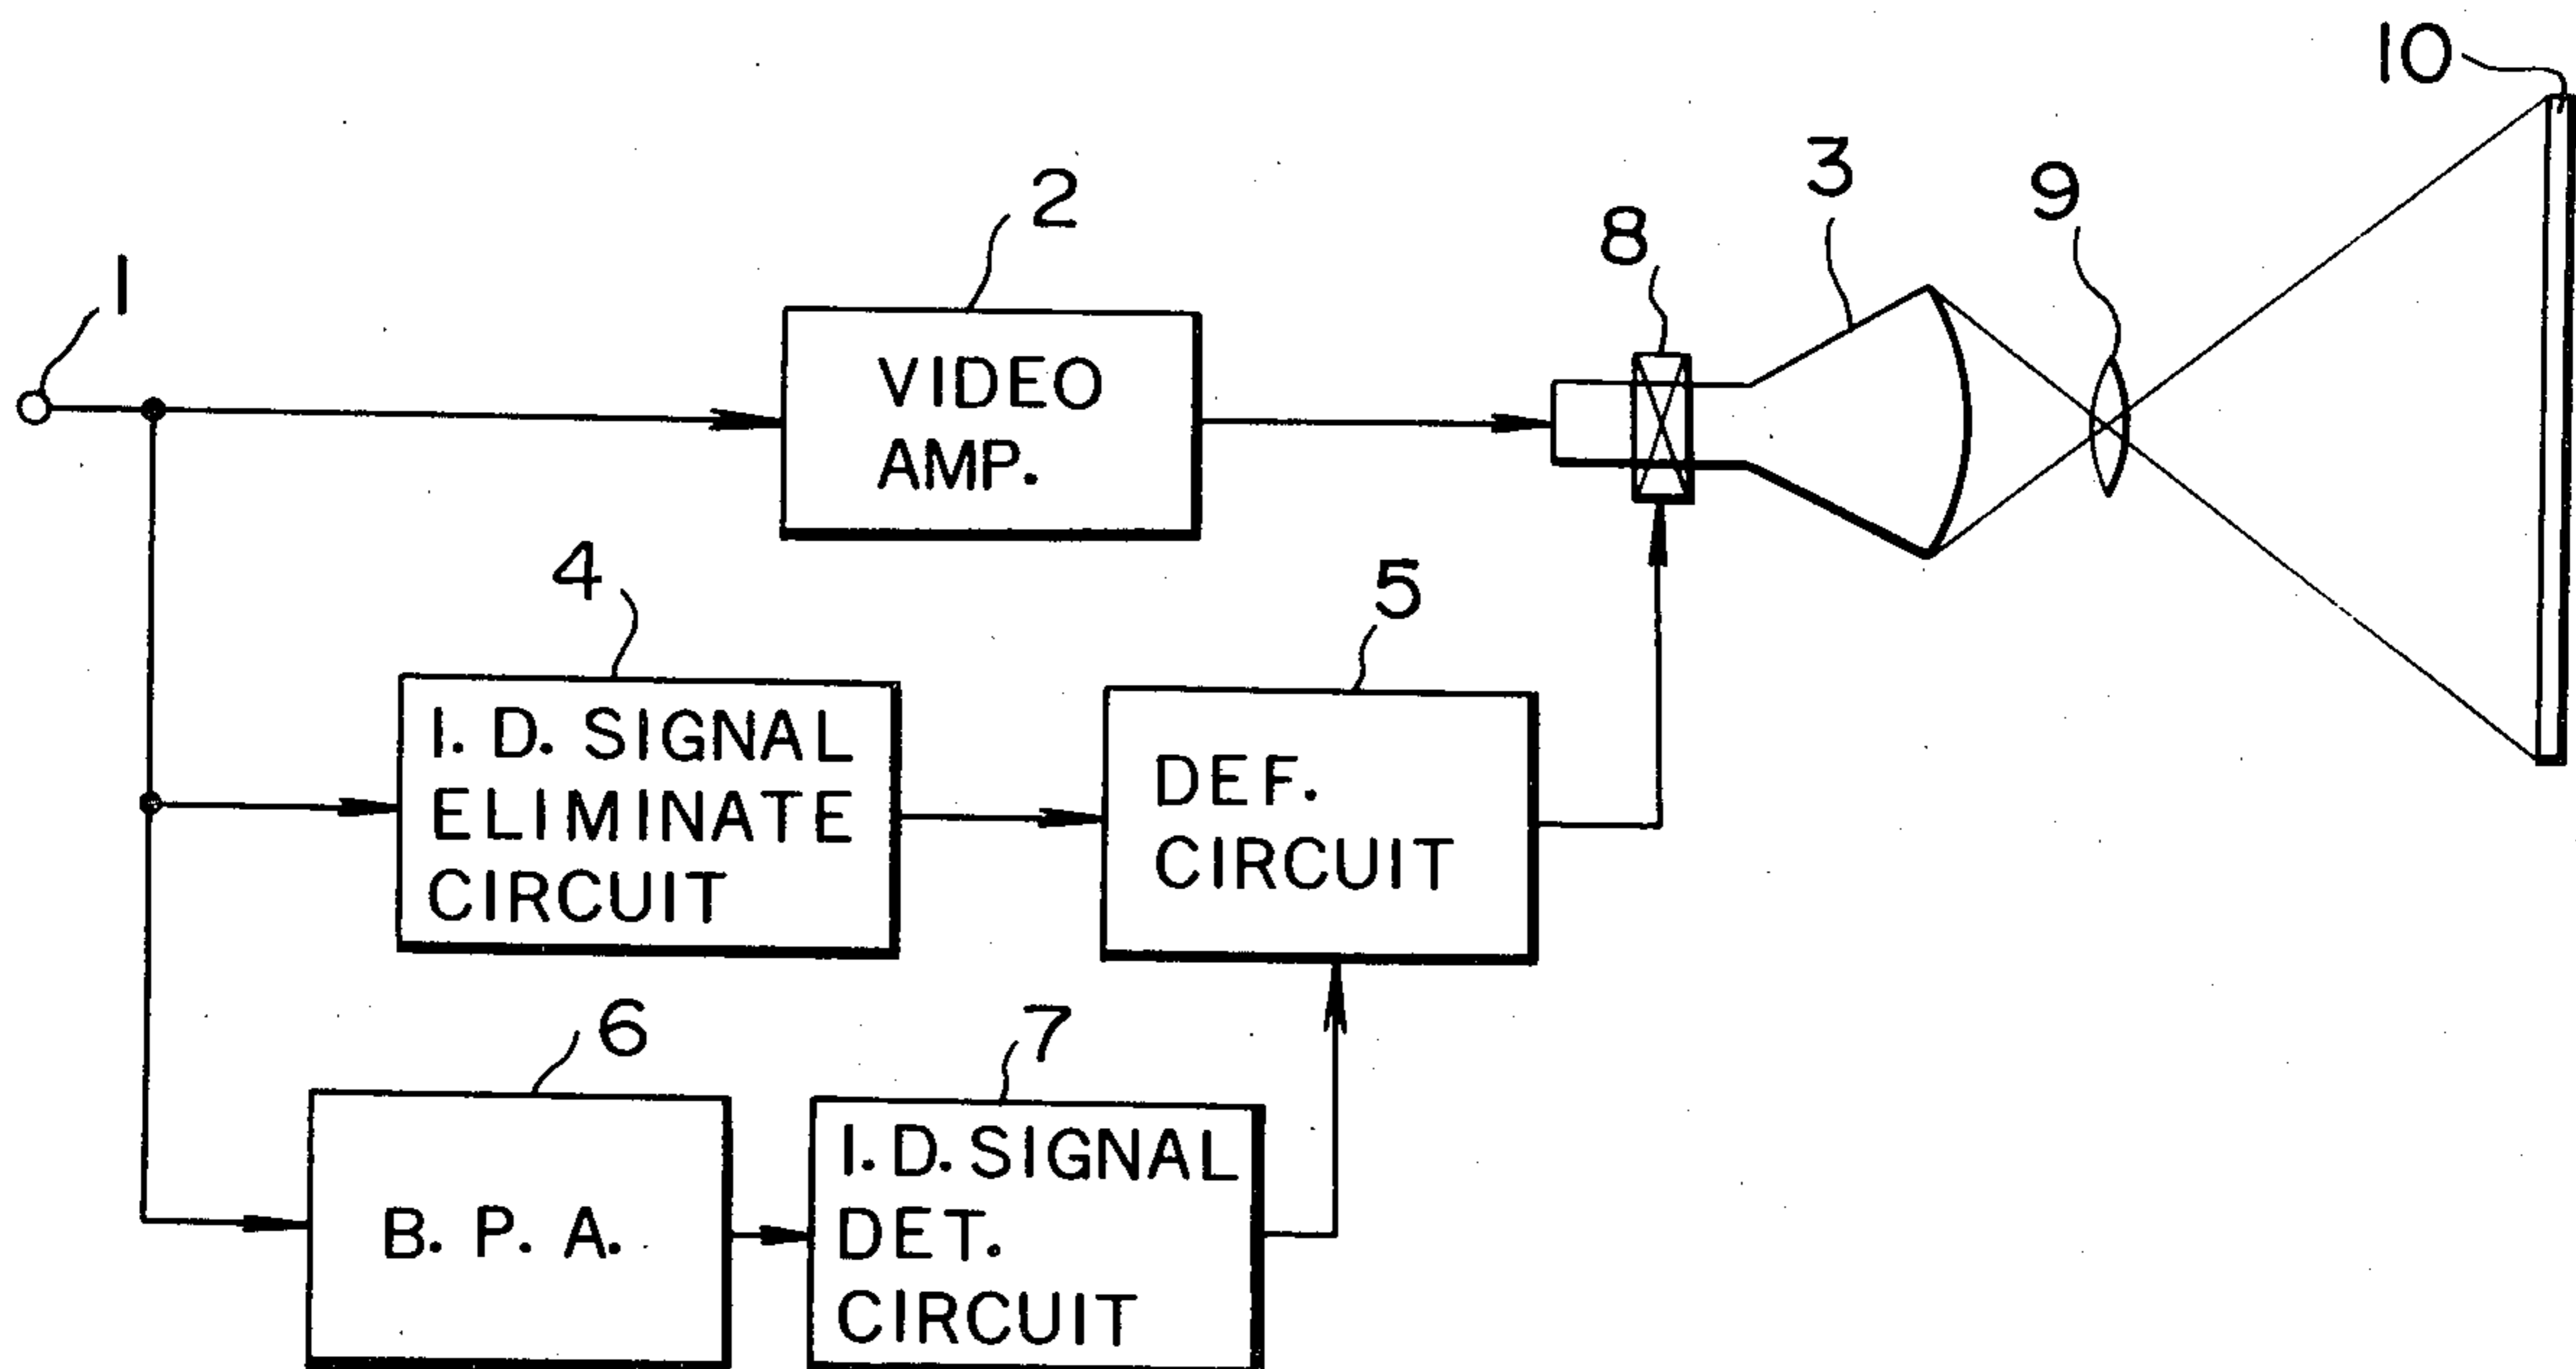 10
3
2
9
8
1
VIDEO
AMP.
4
5
I. D. SIGNAL
ELIMINATE
CIRCUIT
DEF.
CIRCUIT
6
7
B. P. A.
I. D. SIGNAL
DET.
CIRCUIT